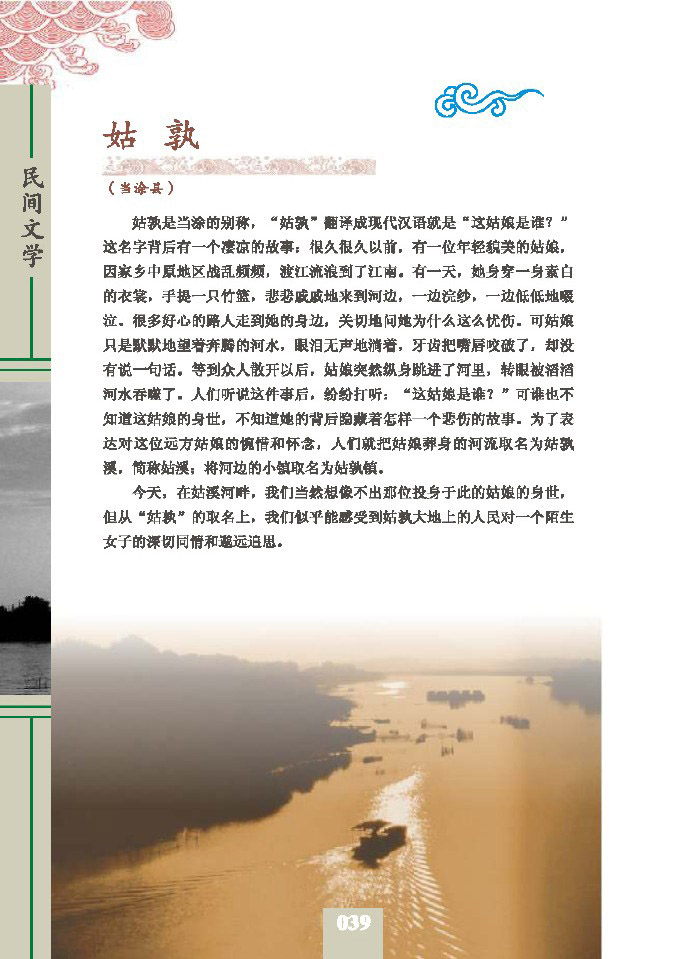 姑孰
（当涂县）
姑孰是当涂的别称，“姑孰”翻译成现代汉语就是“这姑娘是谁？”
这名字背后有一个凄凉的故事：很久很久以前，有一位年轻貌美的姑娘，
因家乡中原地区战乱频频，渡江流浪到了江南。有一天，她身穿一身素白
的衣裳，手提一只竹篮，悲悲戚戚地来到河边，一边浣纱，一边低低地啜
泣。很多好心的路人走到她的身边，关切地问她为什么这么忧伤。可姑娘
只是默默地望着奔腾的河水，眼泪无声地淌着，牙齿把嘴唇咬破了，却没
有说一句话。等到众人散开以后，姑娘突然纵身跳进了河里，转眼被滔滔
河水吞噬了。人们听说这件事后，纷纷打听：“这姑娘是谁？”可谁也不
知道这姑娘的身世，不知道她的背后隐藏着怎样一个悲伤的故事。为了表
达对这位远方姑娘的惋惜和怀念，人们就把姑娘葬身的河流取名为姑孰
溪，简称姑溪；将河边的小镇取名为姑孰镇。
今天，在姑溪河畔，我们当然想像不出那位投身于此的姑娘的身世，
但从“姑孰”的取名上，我们似乎能感受到姑孰大地上的人民对一个陌生
女子的深切同情和邈远追思。
民间文学
039